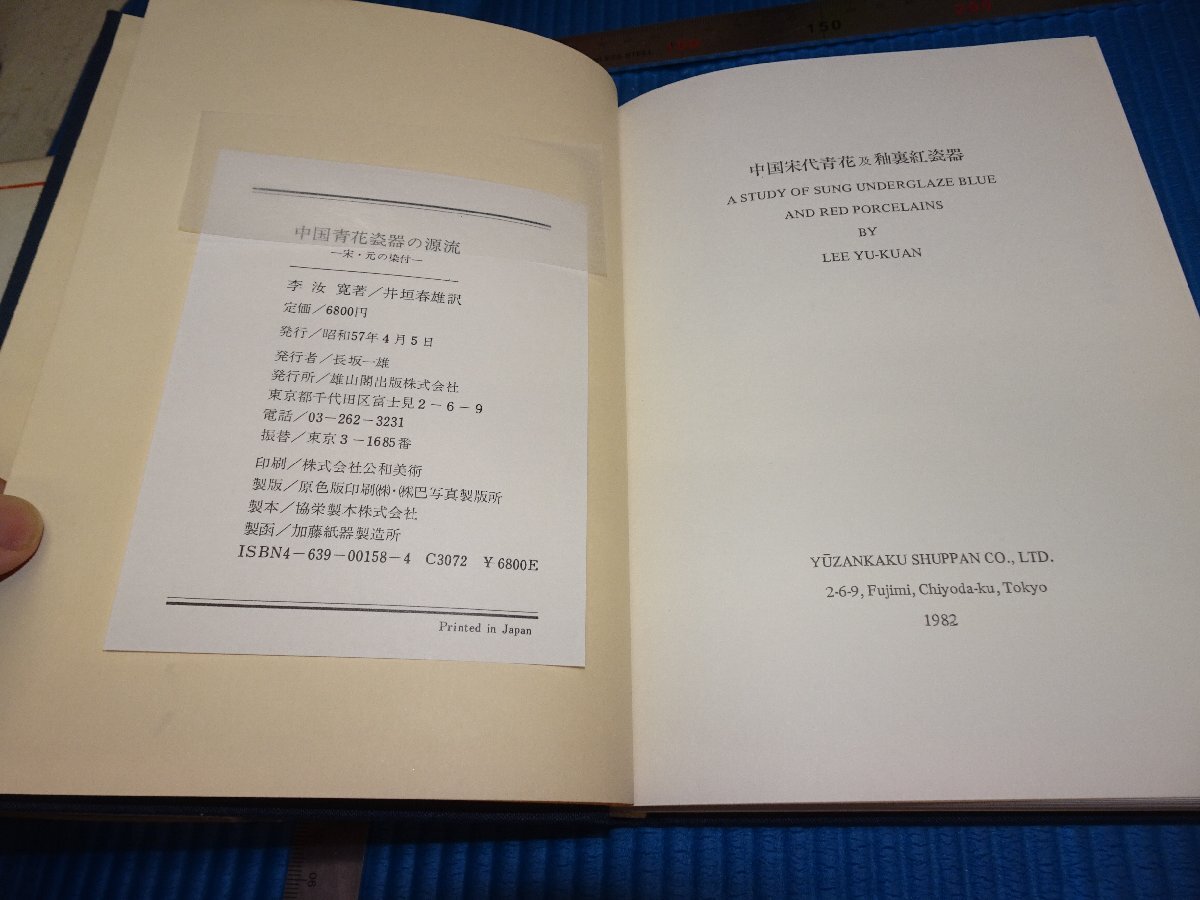 中国青花瓷器の源流
—宋・元の染付—
李汝寛著/井垣春雄訳
定価/6800円
発行/昭和57年4月5日
発行者/長坂一雄
発行所/雄山閣出版株式会社
東京都千代田区富士見2-6-9
電話/03-262-3231
振替/東京3-1685番
印刷/株式会社公和美術
製版/原色版印刷㈱・㈱巴写真製版所
製本/協栄製本株式会社
製函/加藤紙器製造所
ISBN4-639-00158-4 C3072 ¥6800E
Printed in Japan
中国宋代青花及釉裏紅瓷器
A STUDY OF SUNG UNDERGLAZE BLUE
AND RED PORCELAINS
BY
LEE YU-KUAN
YŪZANKAKU SHUPPAN CO., LTD.
2-6-9, Fujimi, Chiyoda-ku, Tokyo
1982
150